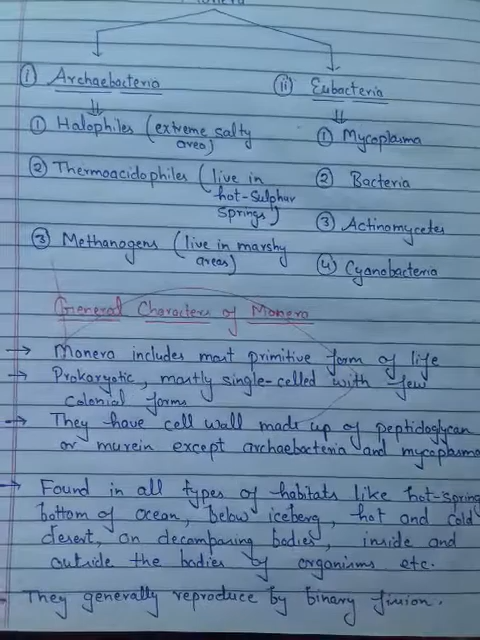 Monera
(i) Archaebacteria
(ii) Eubacteria
① Halophiles (extreme salty area)
② Thermoacidophiles (live in hot-Sulphur Springs)
③ Methanogens (live in marshy areas)
① Mycoplasma
② Bacteria
③ Actinomycetes
④ Cyanobacteria
General Characters of Monera
→ Monera includes most primitive form of life
→ Prokaryotic, mostly single-celled with few
colonial forms
→ They have cell wall made up of peptidoglycan
or murein except archaebacteria and mycoplasma
→ Found in all types of habitats like hot-spring
bottom of ocean, below iceberg, hot and cold
desert, on decomposing bodies, inside and
outside the bodies of organisms etc.
- They generally reproduce by binary fission.